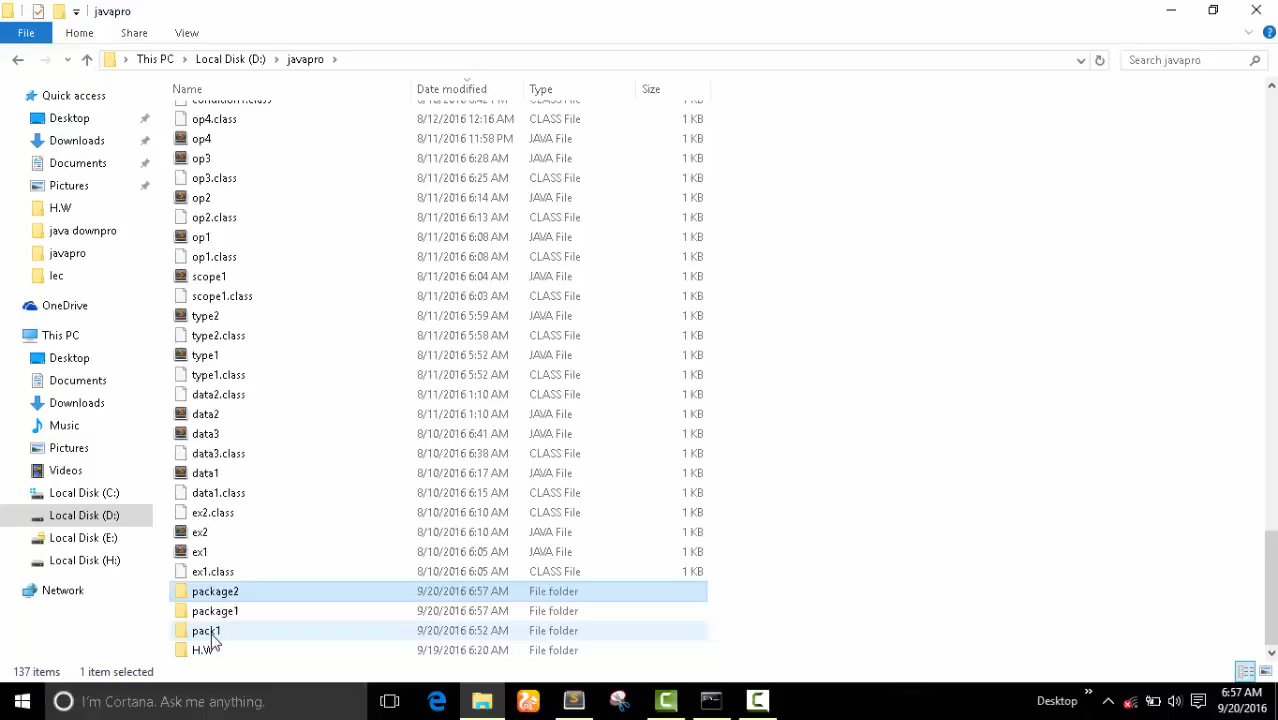 javapro
File Home Share View
This PC Local Disk (D:) javapro Search javapro
Name Date modified Type Size
condition1.class 8/18/2016 6:42 PM CLASS File 1 KB
Quick access
Desktop
Downloads
Documents
Pictures
H.W
java downpro
javapro
lec
OneDrive
This PC
Desktop
Documents
Downloads
Music
Pictures
Videos
Local Disk (C:)
Local Disk (D:)
Local Disk (E:)
Local Disk (H:)
Network
op4.class 8/12/2016 12:16 AM CLASS File 1 KB
op4 8/11/2016 11:58 PM JAVA File 1 KB
op3 8/11/2016 6:28 AM JAVA File 1 KB
op3.class 8/11/2016 6:25 AM CLASS File 1 KB
op2 8/11/2016 6:14 AM JAVA File 1 KB
op2.class 8/11/2016 6:13 AM CLASS File 1 KB
op1 8/11/2016 6:08 AM JAVA File 1 KB
op1.class 8/11/2016 6:08 AM CLASS File 1 KB
scope1 8/11/2016 6:04 AM JAVA File 1 KB
scope1.class 8/11/2016 6:03 AM CLASS File 1 KB
type2 8/11/2016 5:59 AM JAVA File 1 KB
type2.class 8/11/2016 5:58 AM CLASS File 1 KB
type1 8/11/2016 5:52 AM JAVA File 1 KB
type1.class 8/11/2016 5:52 AM CLASS File 1 KB
data2.class 8/11/2016 1:10 AM CLASS File 1 KB
data2 8/11/2016 1:10 AM JAVA File 1 KB
data3 8/10/2016 6:41 AM JAVA File 1 KB
data3.class 8/10/2016 6:38 AM CLASS File 1 KB
data1 8/10/2016 6:17 AM JAVA File 1 KB
data1.class 8/10/2016 6:15 AM CLASS File 1 KB
ex2.class 8/10/2016 6:10 AM CLASS File 1 KB
ex2 8/10/2016 6:10 AM JAVA File 1 KB
ex1 8/10/2016 6:05 AM JAVA File 1 KB
ex1.class 8/10/2016 6:05 AM CLASS File 1 KB
package2 9/20/2016 6:57 AM File folder
package1 9/20/2016 6:57 AM File folder
pack1 9/20/2016 6:52 AM File folder
H.W 9/19/2016 6:20 AM File folder
137 items 1 item selected
I'm Cortana. Ask me anything. Desktop 6:57 AM
9/20/2016